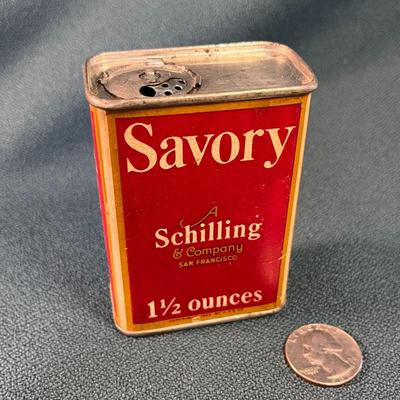 Savory
A
Schilling
& Company
SAN FRANCISCO
1½ ounces